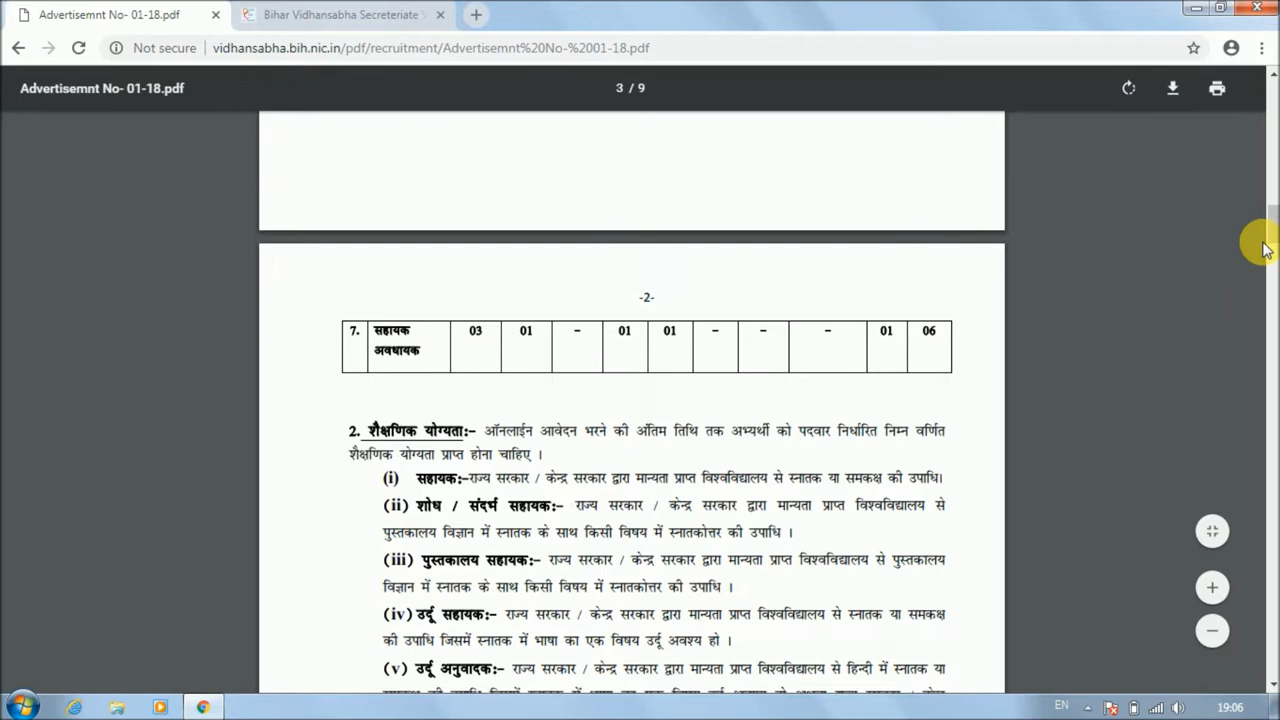 Advertisemnt No- 01-18.pdf
Bihar Vidhansabha Secreteriate
Not secure
vidhansabha.bih.nic.in/pdf/recruitment/Advertisemnt%20No-%2001-18.pdf
Advertisemnt No- 01-18.pdf
3 / 9
-2-
7. सहायक अवधायक 03 01 - 01 01 - - - 01 06
2. शैक्षणिक योग्यता:- ऑनलाईन आवेदन भरने की अंतिम तिथि तक अभ्यर्थी को पदवार निर्धारित निम्न वर्णित
शैक्षणिक योग्यता प्राप्त होना चाहिए ।
(i) सहायक:-राज्य सरकार / केन्द्र सरकार द्वारा मान्यता प्राप्त विश्वविद्यालय से स्नातक या समकक्ष की उपाधि।
(ii) शोध / संदर्भ सहायक:- राज्य सरकार / केन्द्र सरकार द्वारा मान्यता प्राप्त विश्वविद्यालय से
पुस्तकालय विज्ञान में स्नातक के साथ किसी विषय में स्नातकोत्तर की उपाधि ।
(iii) पुस्तकालय सहायक:- राज्य सरकार / केन्द्र सरकार द्वारा मान्यता प्राप्त विश्वविद्यालय से पुस्तकालय
विज्ञान में स्नातक के साथ किसी विषय में स्नातकोत्तर की उपाधि ।
(iv) उर्दू सहायक:- राज्य सरकार / केन्द्र सरकार द्वारा मान्यता प्राप्त विश्वविद्यालय से स्नातक या समकक्ष
की उपाधि जिसमें स्नातक में भाषा का एक विषय उर्दू अवश्य हो ।
(v) उर्दू अनुवादक:- राज्य सरकार / केन्द्र सरकार द्वारा मान्यता प्राप्त विश्वविद्यालय से हिन्दी में स्नातक या
EN
19:06